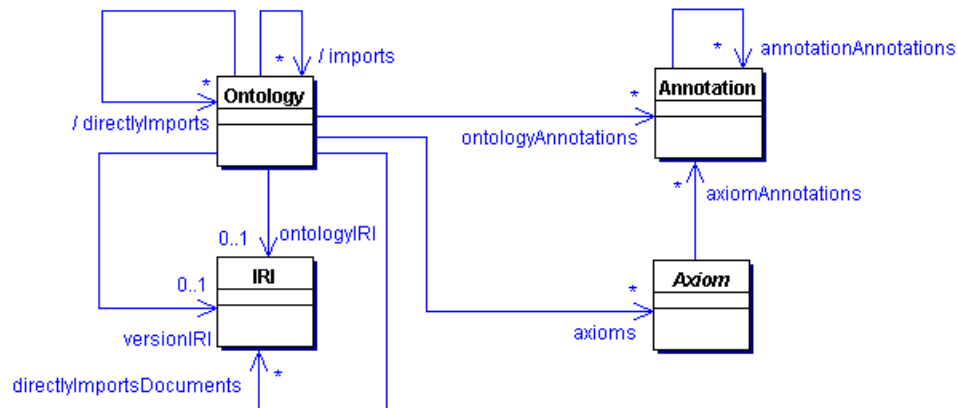 * / imports
* annotationAnnotations
* Ontology
* Annotation
/ directlyImports
ontologyAnnotations
* axiomAnnotations
0..1 ontologyIRI
IRI
* Axiom
0..1
versionIRI
axioms
directlyImportsDocuments *